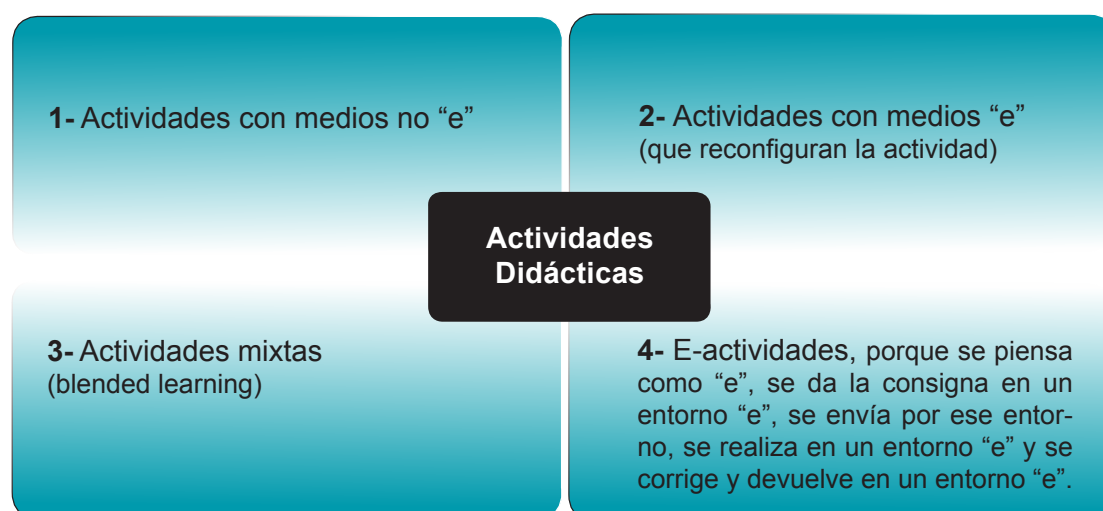 1- Actividades con medios no “e”
2- Actividades con medios “e”
(que reconfiguran la actividad)
Actividades
Didácticas
3- Actividades mixtas
(blended learning)
4- E-actividades, porque se piensa
como “e”, se da la consigna en un
entorno “e”, se envía por ese entor-
no, se realiza en un entorno “e” y se
corrige y devuelve en un entorno “e”.